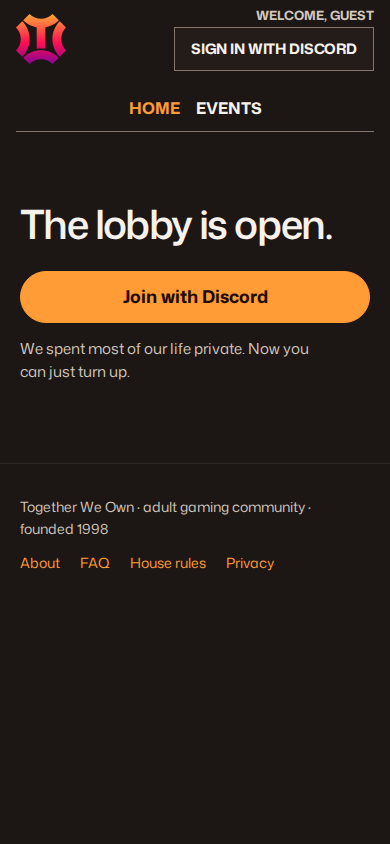 WELCOME, GUEST
SIGN IN WITH DISCORD
HOME EVENTS
The lobby is open.
Join with Discord
We spent most of our life private. Now you
can just turn up.
Together We Own · adult gaming community ·
founded 1998
About FAQ House rules Privacy